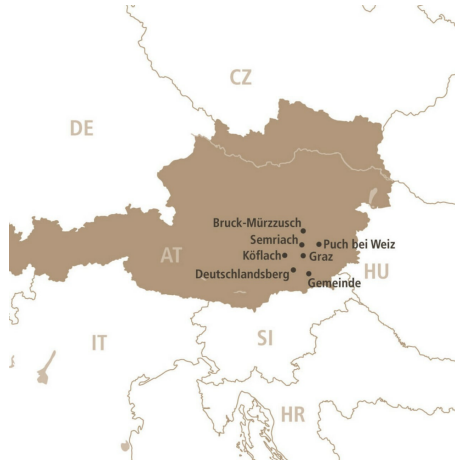 CZ
DE
Bruck-Mürzzusch
Semriach
Puch bei Weiz
AT
Köflach
Graz
Deutschlandsberg
HU
Gemeinde
IT
SI
HR